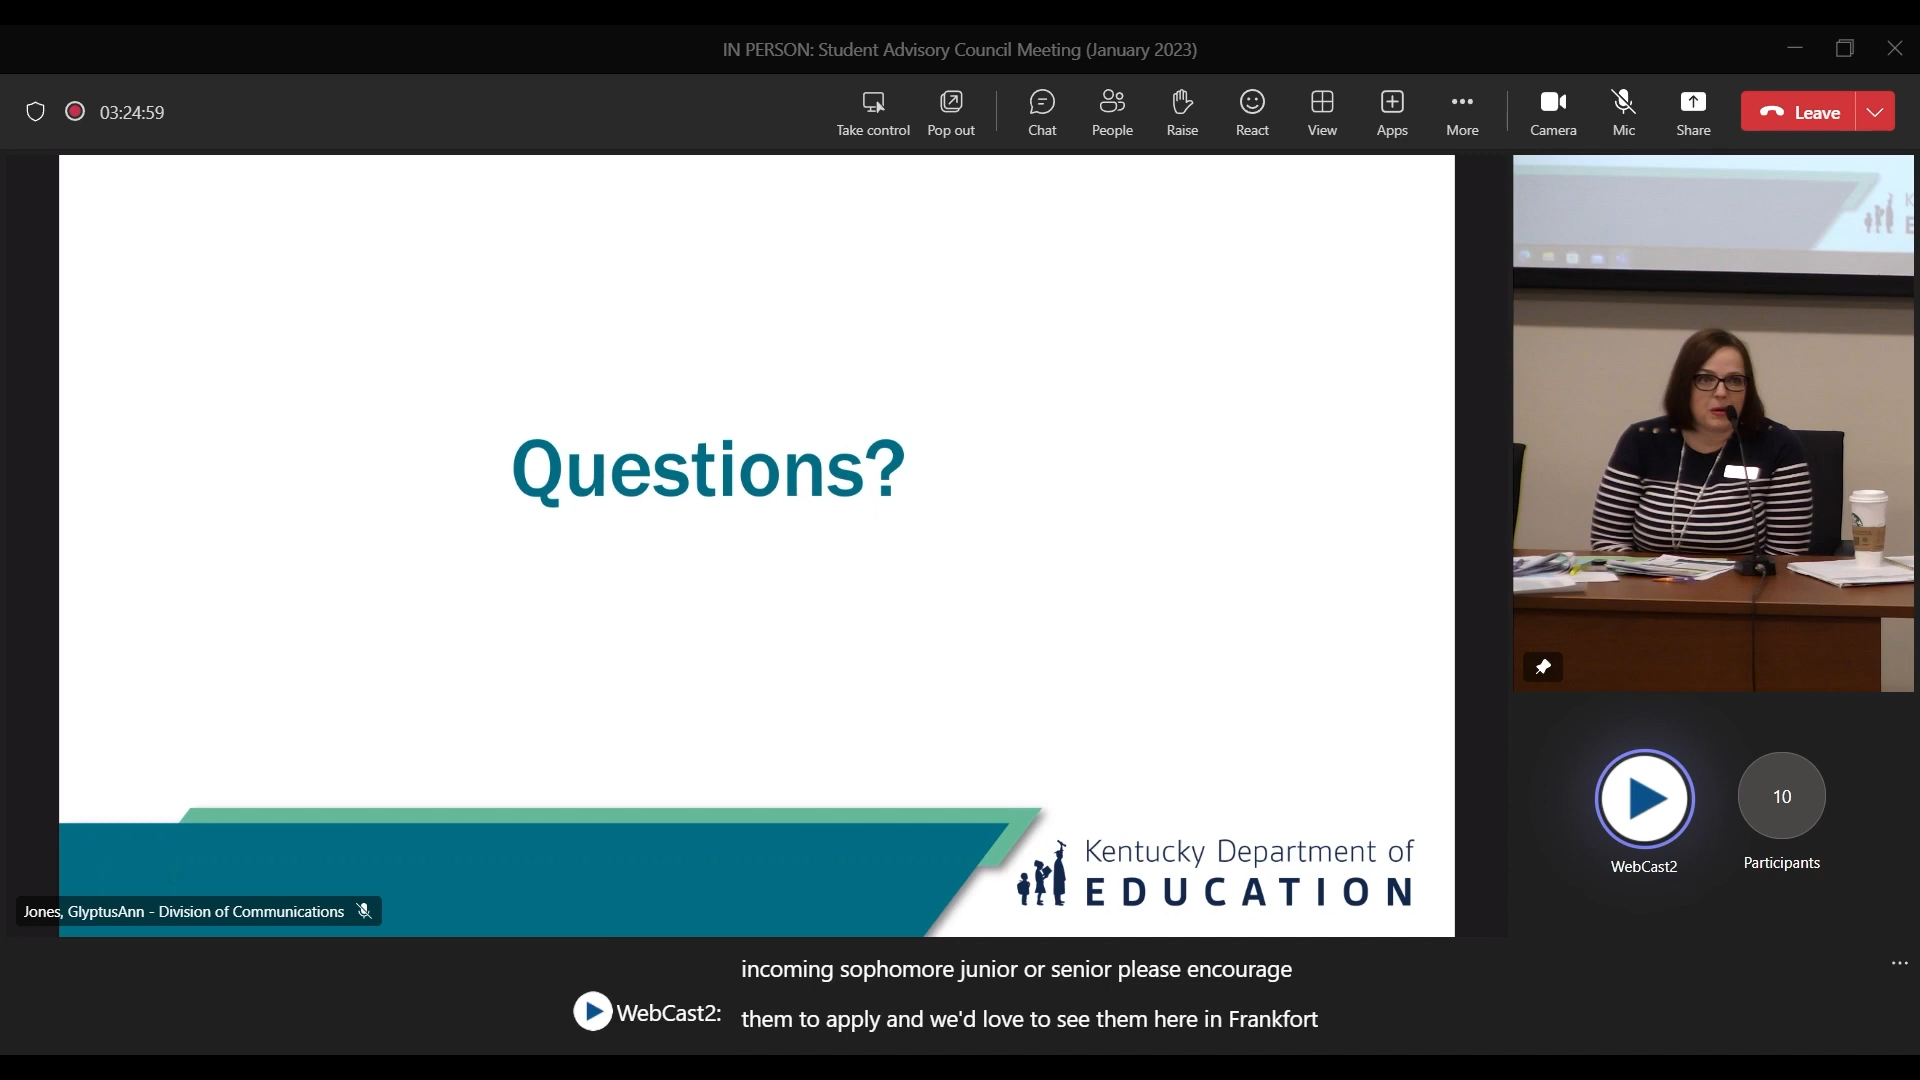 IN PERSON: Student Advisory Council Meeting (January 2023)
03:24:59
Take control
Pop out
Chat
People
Raise
React
View
Apps
More
Camera
Mic
Share
Leave
Questions?
Kentucky Department of
EDUCATION
Jones, GlyptusAnn - Division of Communications
10
WebCast2
Participants
incoming sophomore junior or senior please encourage
WebCast2:
them to apply and we'd love to see them here in Frankfort